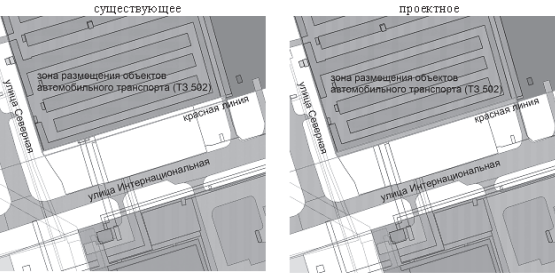 существующее
проектное
зона размещения объектов
автомобильного транспорта (ТЗ 502)
красная линия
улица Северная
улица Интернациональная
зона размещения объектов
автомобильного транспорта (ТЗ 502)
красная линия
улица Северная
улица Интернациональная